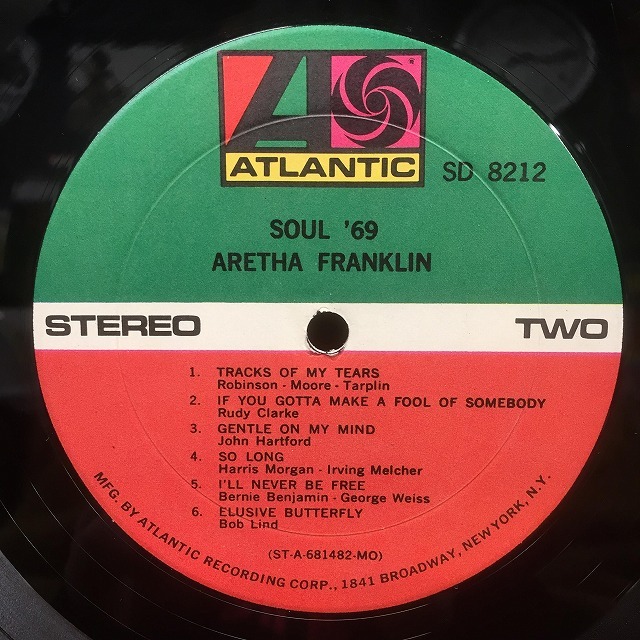 ATLANTIC
SD 8212
SOUL '69
ARETHA FRANKLIN
STEREO
TWO
1. TRACKS OF MY TEARS
Robinson - Moore - Tarplin
2. IF YOU GOTTA MAKE A FOOL OF SOMEBODY
Rudy Clarke
3. GENTLE ON MY MIND
John Hartford
4. SO LONG
Harris Morgan - Irving Melcher
5. I'LL NEVER BE FREE
Bernie Benjamin - George Weiss
6. ELUSIVE BUTTERFLY
Bob Lind
(ST-A-681482-MO)
MFG. BY ATLANTIC RECORDING CORP., 1841 BROADWAY, NEW YORK, N.Y.